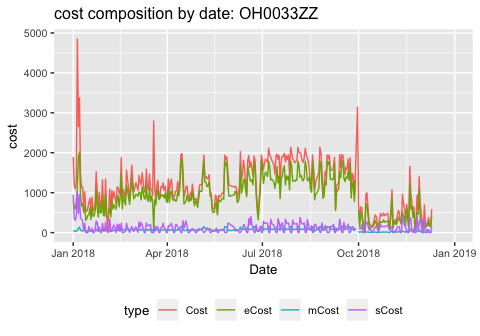 cost composition by date: OH0033ZZ
5000
4000
3000
2000
1000
0
cost
Jan 2018
Apr 2018
Jul 2018
Oct 2018
Jan 2019
Date
type Cost eCost mCost sCost